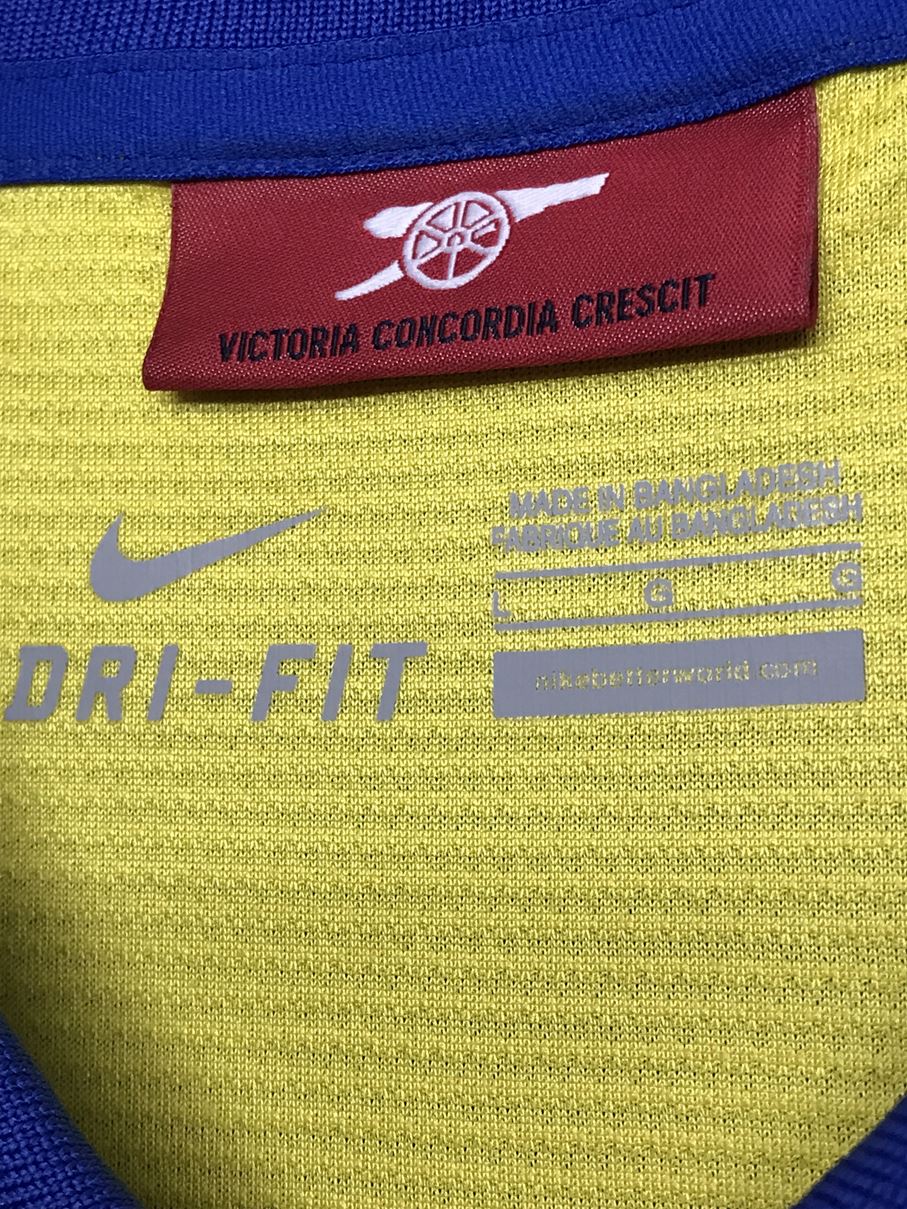 VICTORIA CONCORDIA CRESCIT
MADE IN BANGLADESH
FABRIQUE AU BANGLADESH
L G G
DRI-FIT
nikebetterworld.com